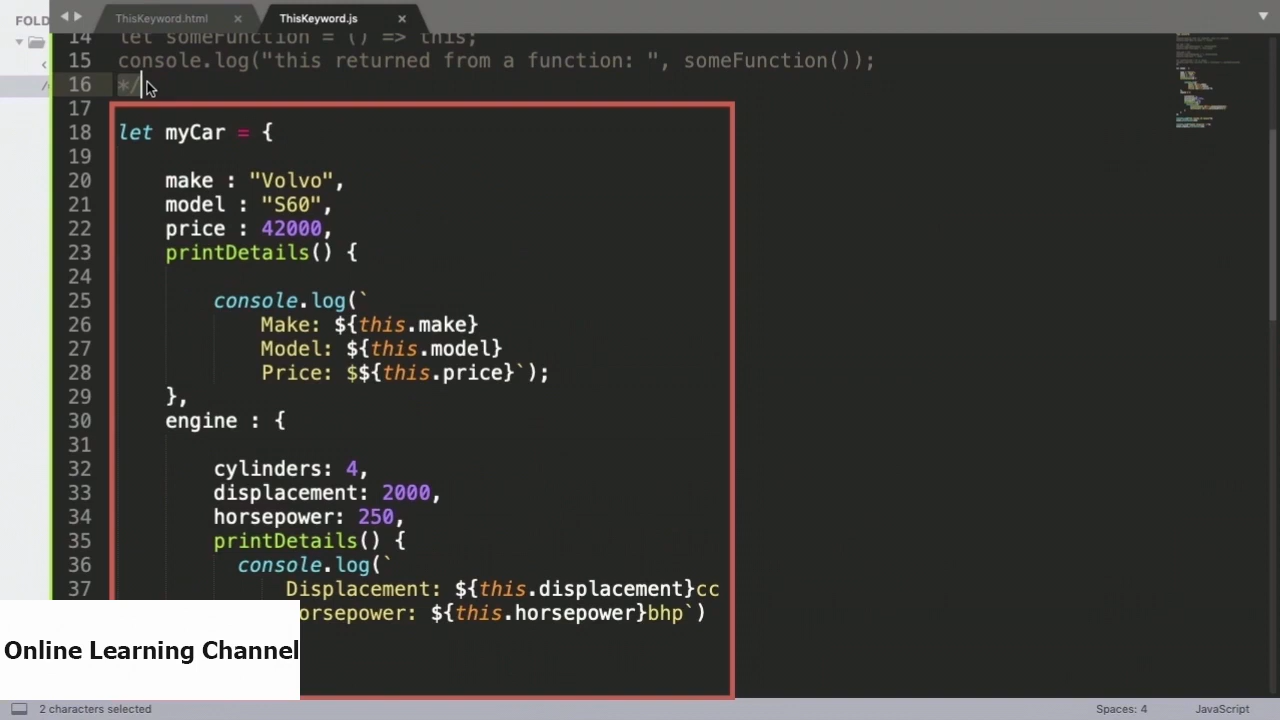 FOLD
ThisKeyword.html ×
ThisKeyword.js ×
14 let someFunction = () => this;
15 console.log("this returned from a function: ", someFunction());
16 */
17
18 let myCar = {
19
20 make : "Volvo",
21 model : "S60",
22 price : 42000,
23 printDetails() {
24
25 console.log(`
26 Make: ${this.make}
27 Model: ${this.model}
28 Price: $${this.price}`);
29 },
30 engine : {
31
32 cylinders: 4,
33 displacement: 2000,
34 horsepower: 250,
35 printDetails() {
36 console.log(`
37 Displacement: ${this.displacement}cc
orsepower: ${this.horsepower}bhp`)
Online Learning Channel
2 characters selected
Spaces: 4
JavaScript